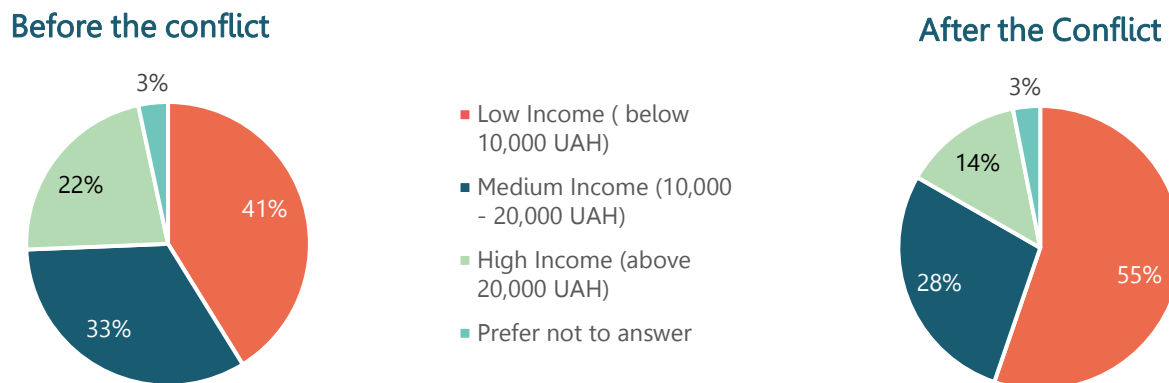 Before the conflict
3%
22%
41%
33%
Low Income ( below
10,000 UAH)
Medium Income (10,000
- 20,000 UAH)
High Income (above
20,000 UAH)
Prefer not to answer
After the Conflict
3%
14%
28%
55%